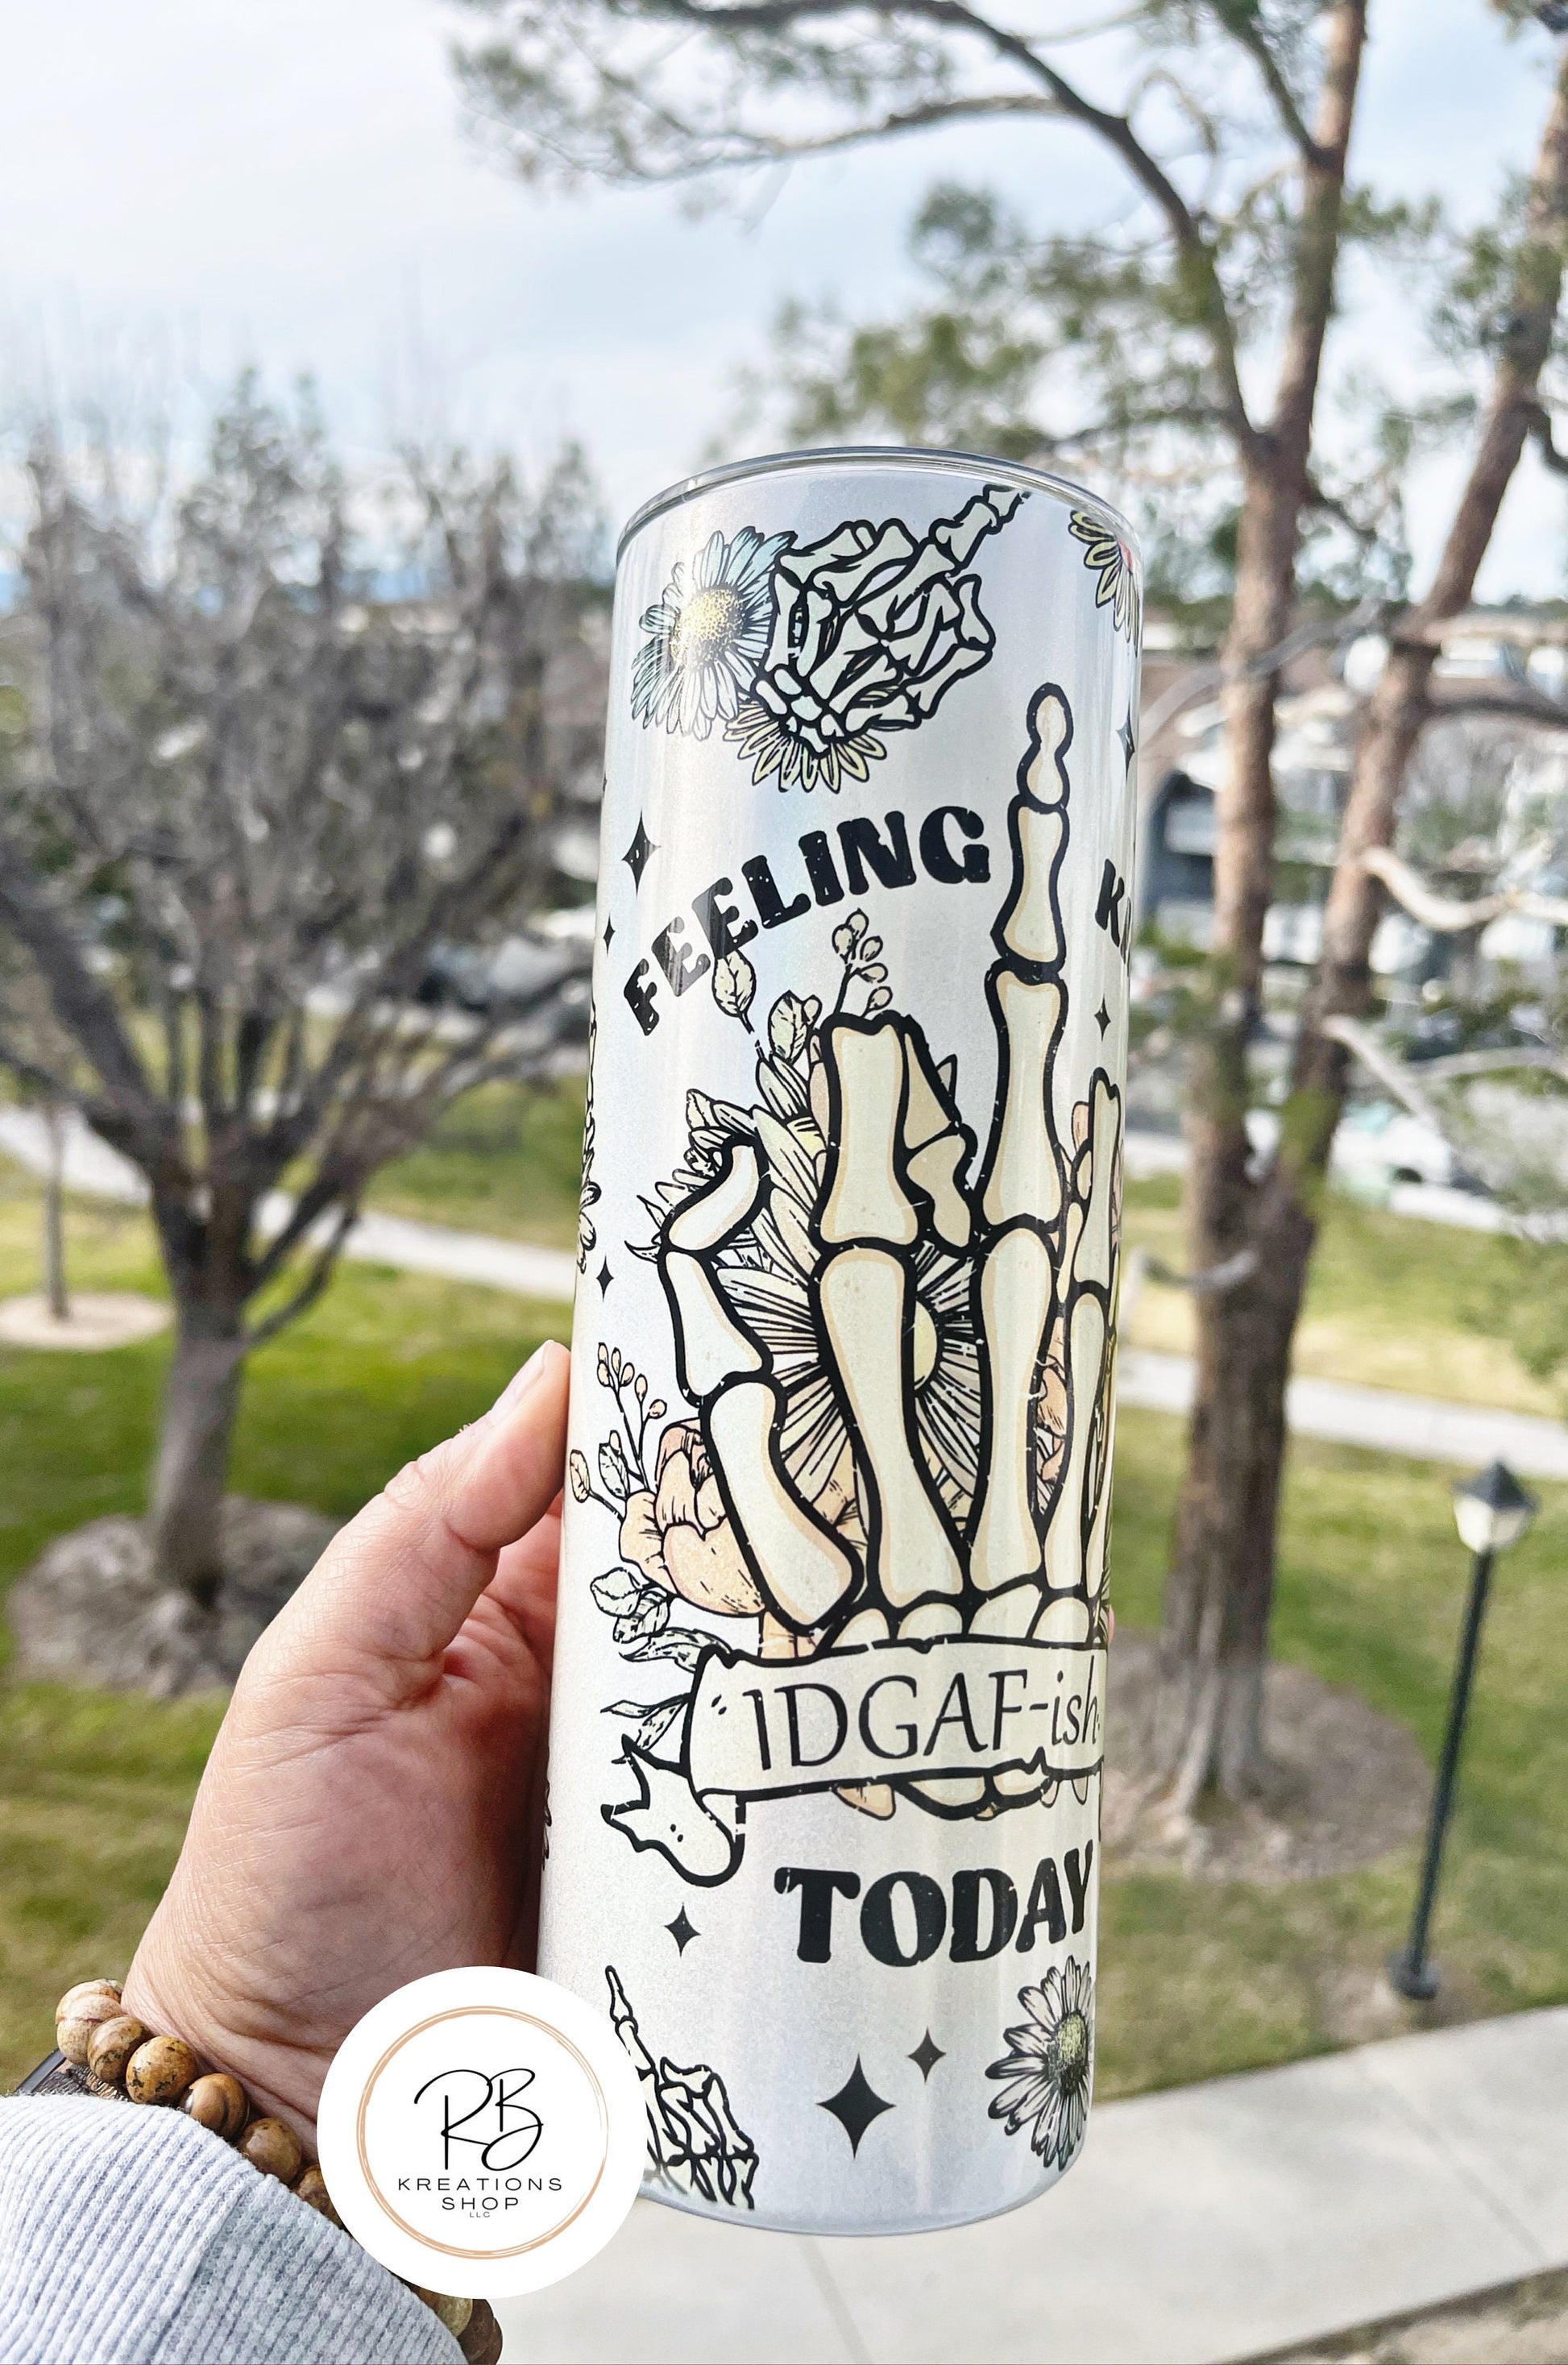 FEELING
IDGAF-ish
TODAY
RB
KREATIONS
SHOP
LLC